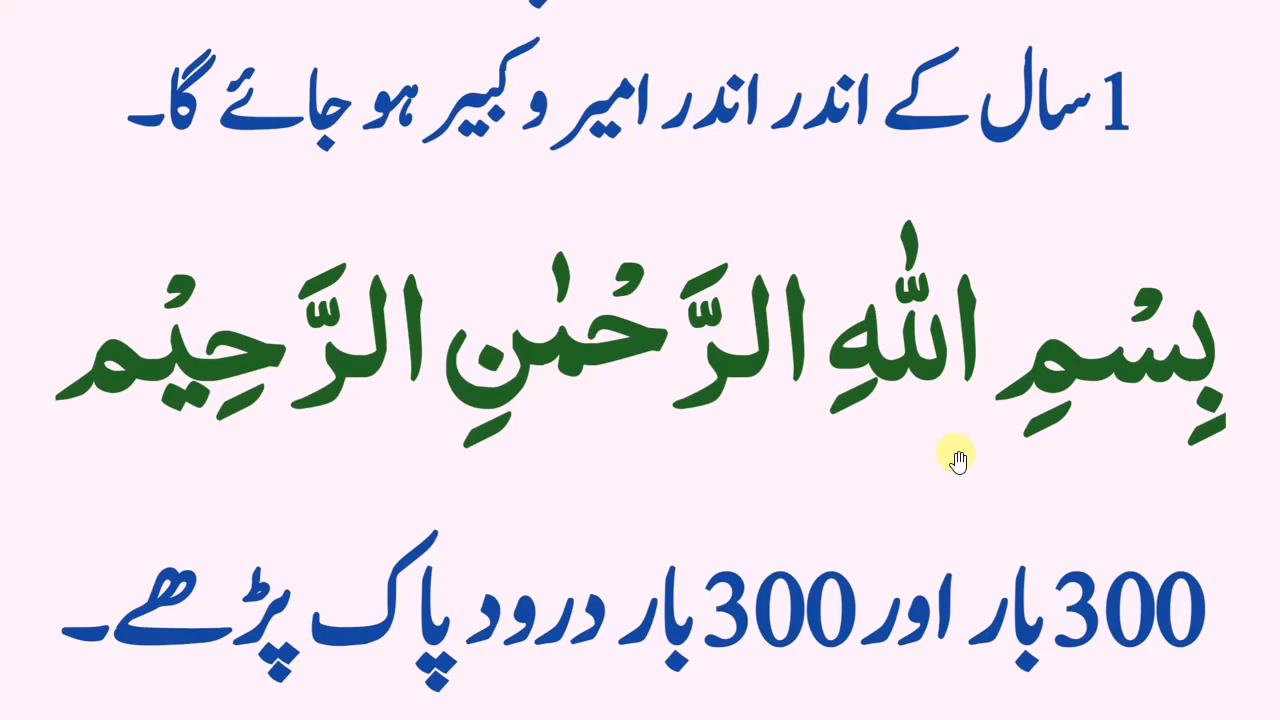 1 سال کے اندر اندر امیر و کبیر ہو جائے گا۔
بِسْمِ اللّٰهِ الرَّحْمٰنِ الرَّحِيْم
300 بار اور 300 بار درود پاک پڑھے۔